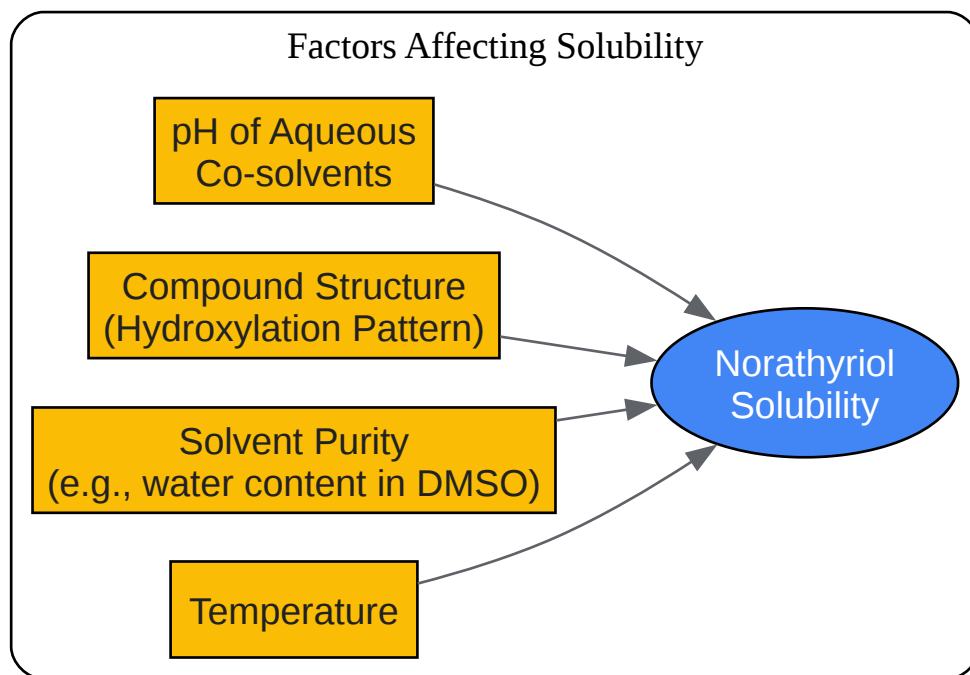 Factors Affecting Solubility
pH of Aqueous
Co-solvents
Compound Structure
(Hydroxylation Pattern)
Solvent Purity
(e.g., water content in DMSO)
Temperature
Norathyriol
Solubility